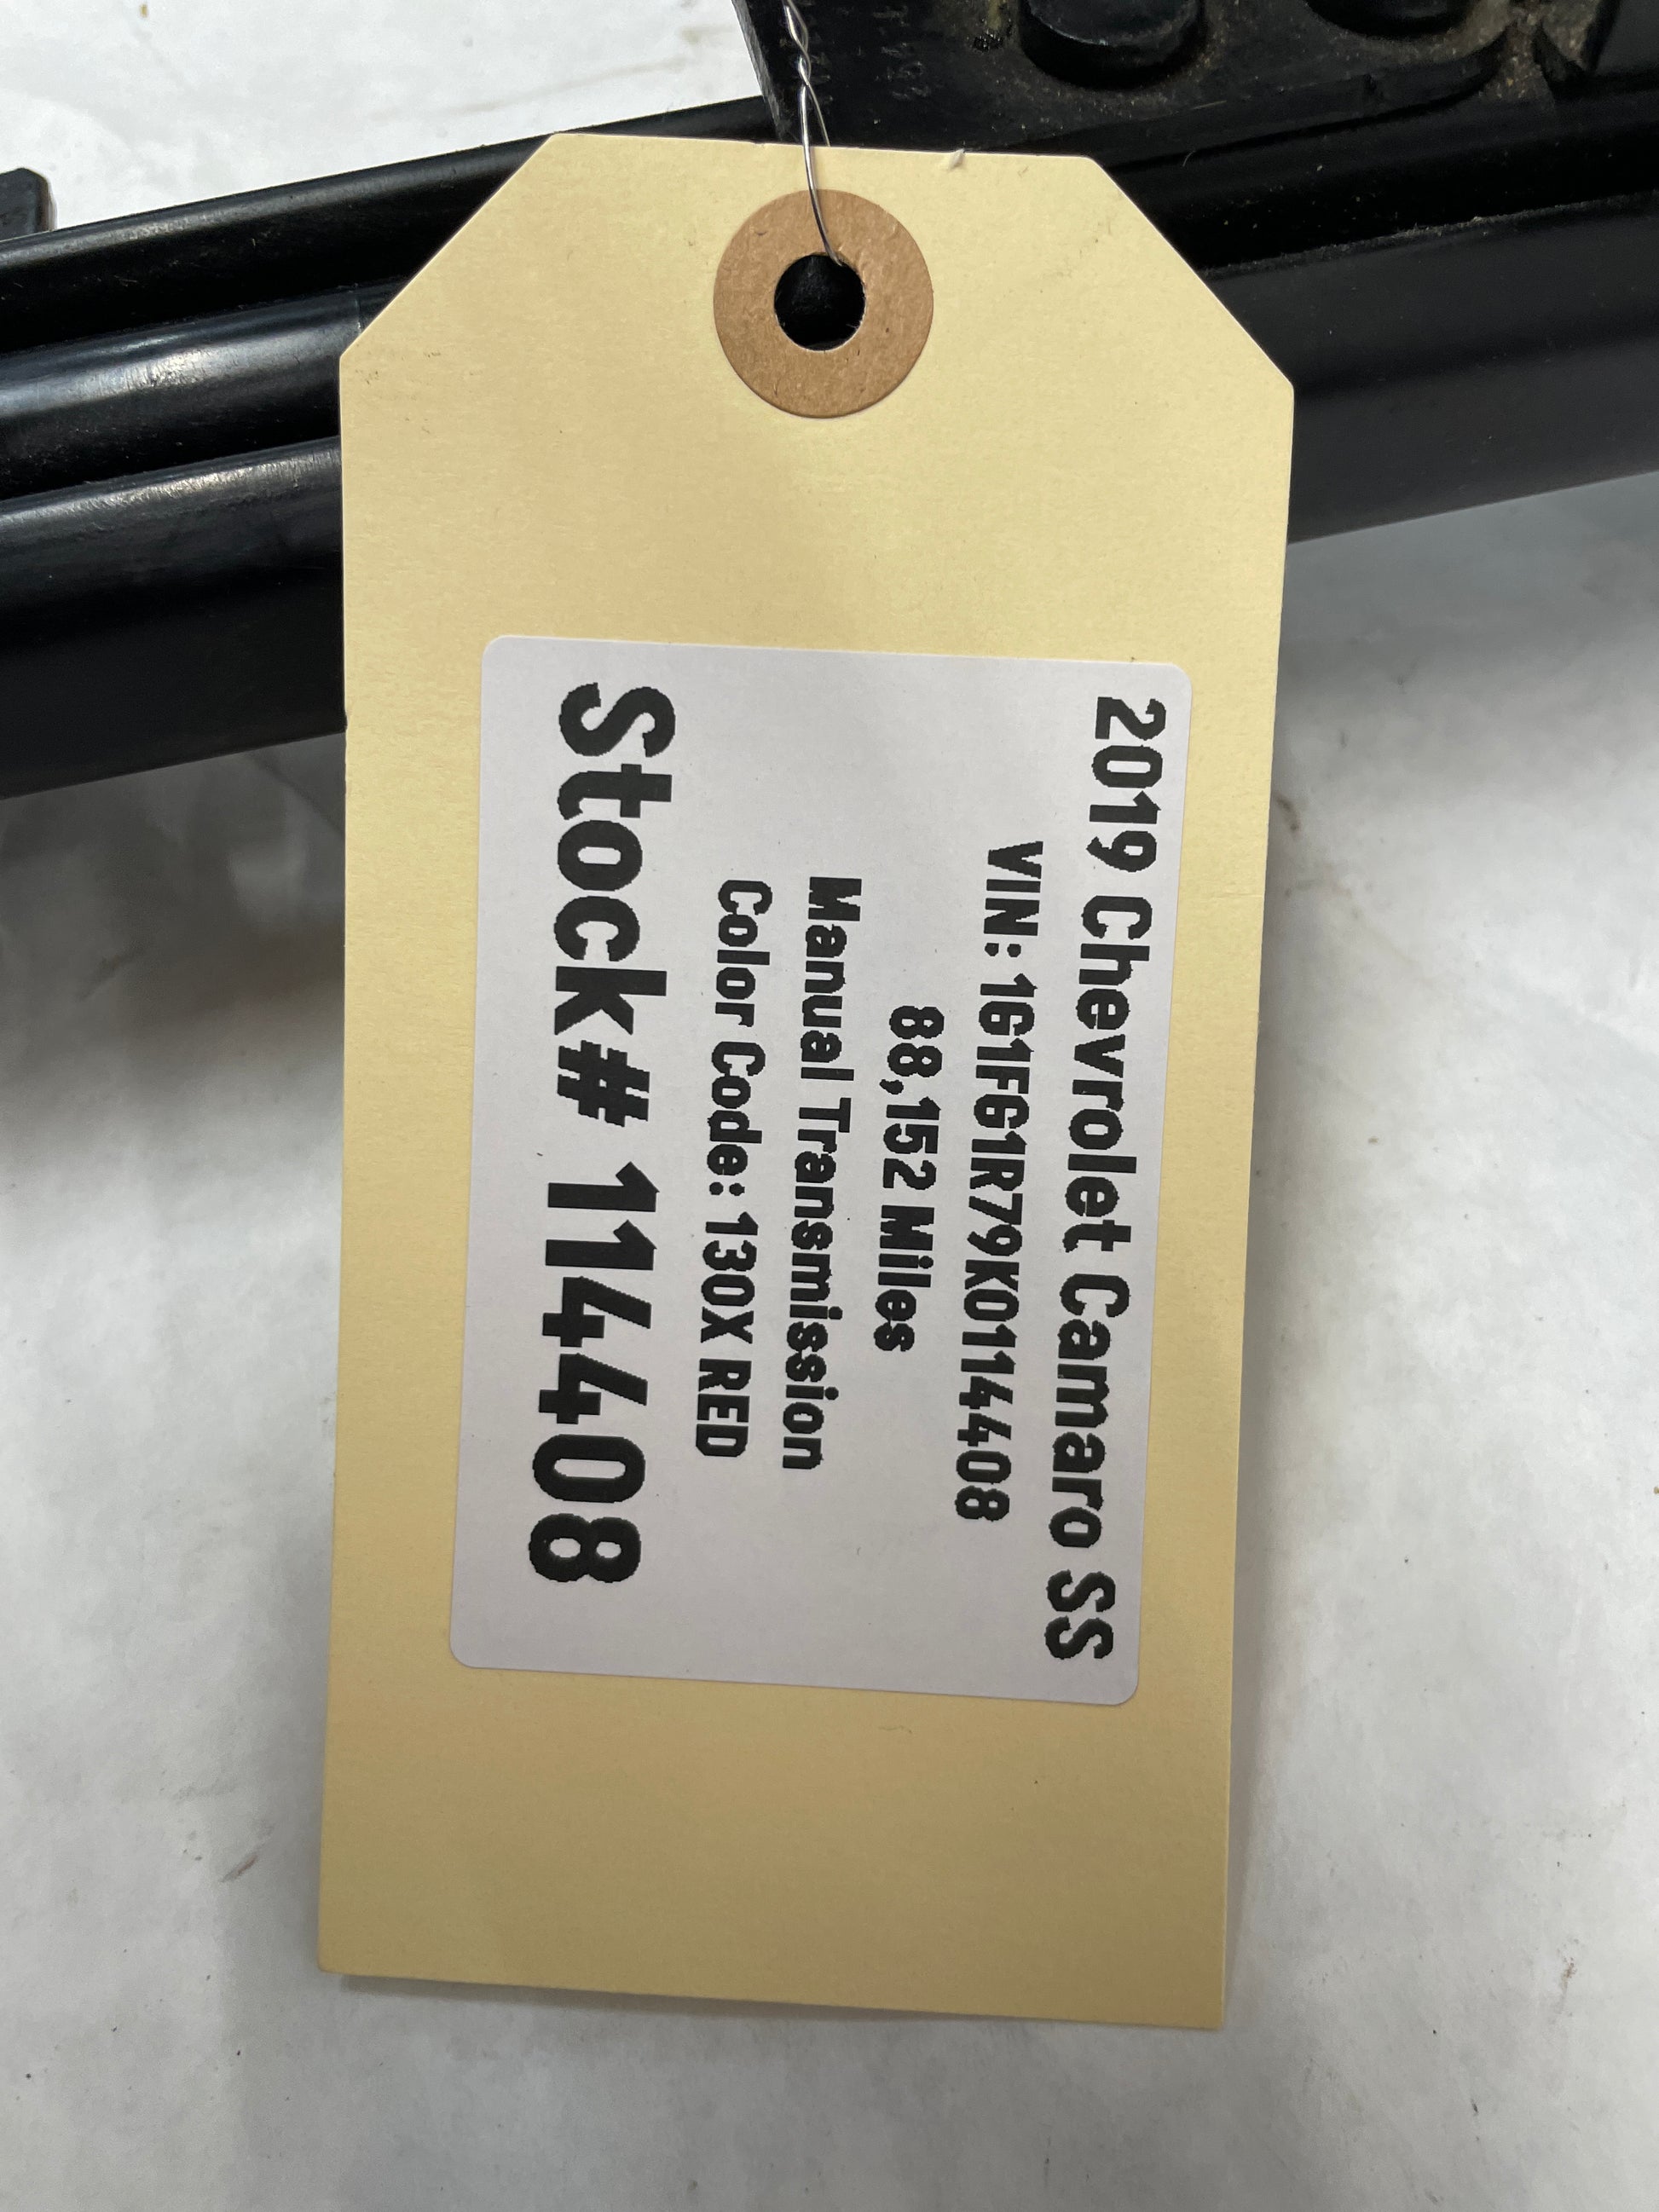 2019 Chevrolet Camaro SS
VIN: 1G1FG1R79K0114408
88,152 Miles
Manual Transmission
Color Code: 130X RED
Stock# 114408